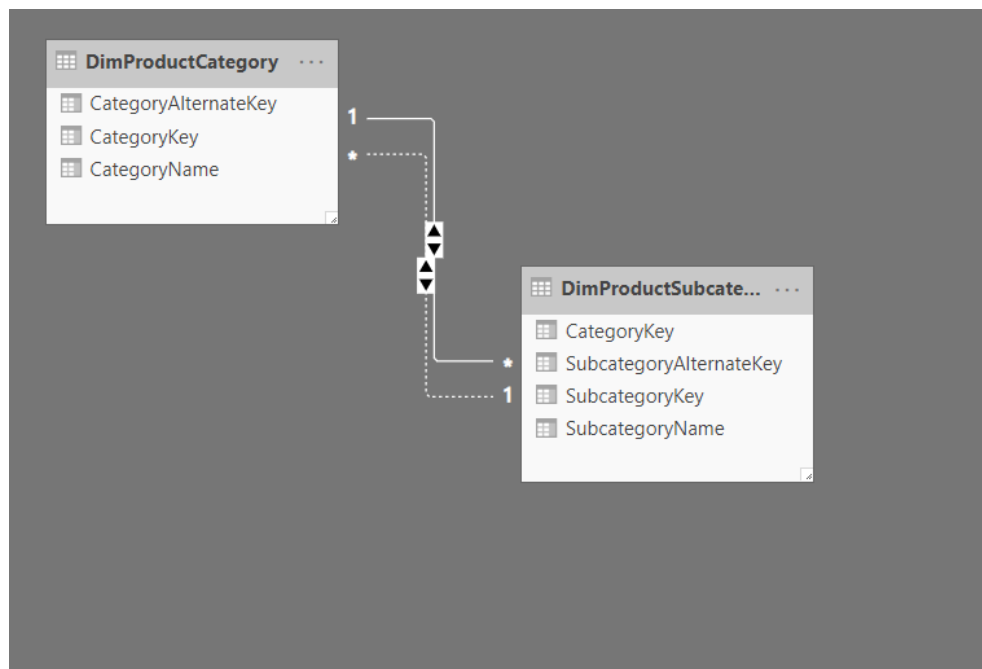 DimProductCategory ...
CategoryAlternateKey
CategoryKey
CategoryName
1
*
DimProductSubcate... ...
CategoryKey
SubcategoryAlternateKey
SubcategoryKey
SubcategoryName
*
1